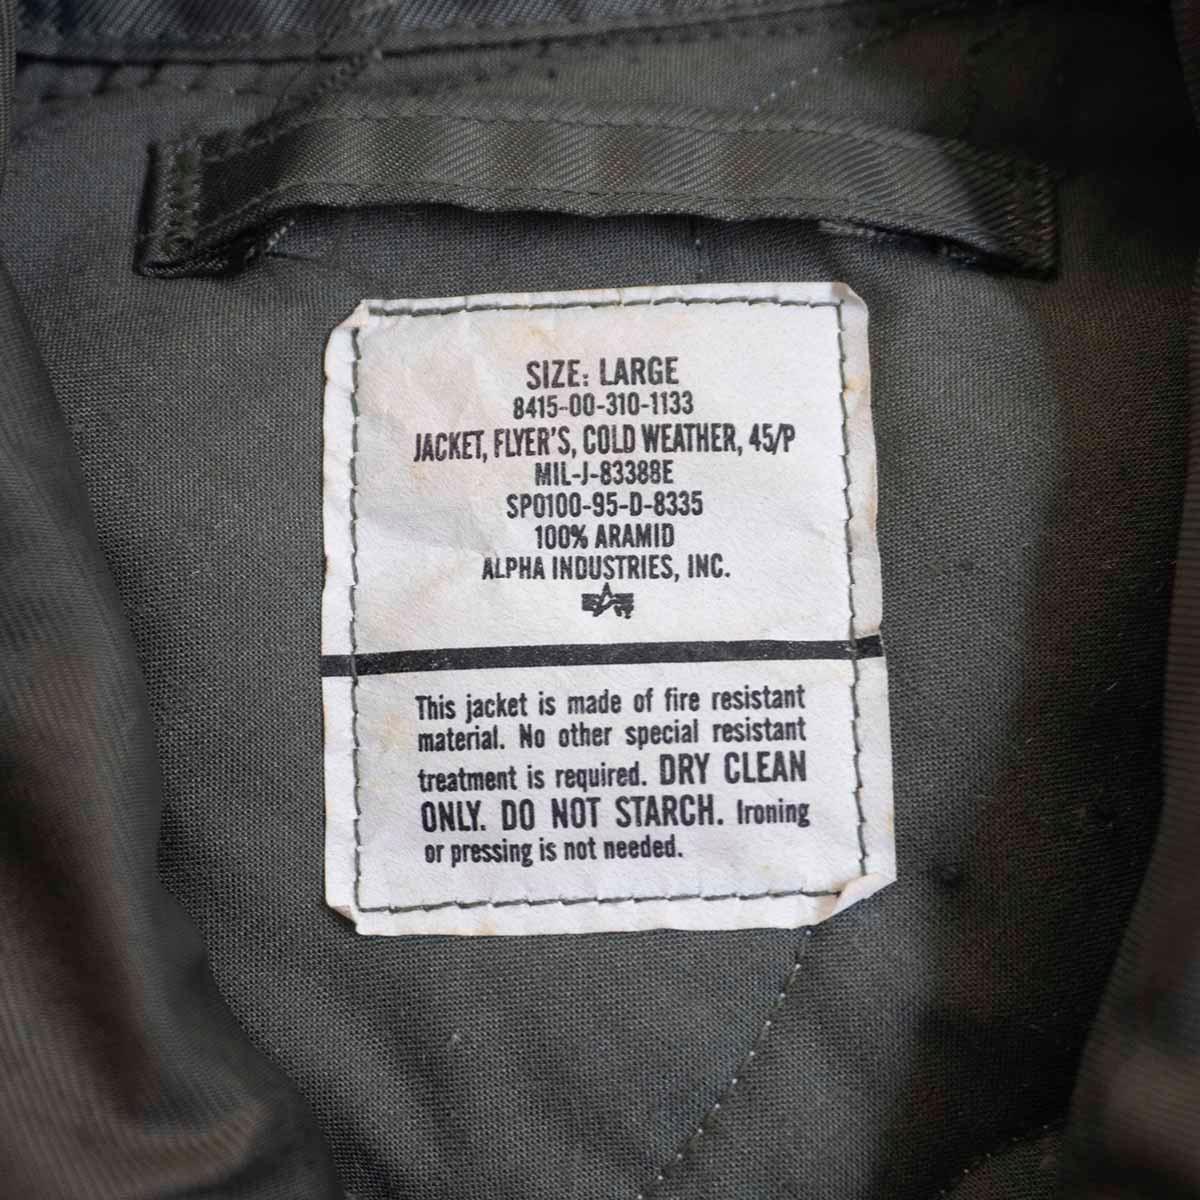 SIZE: LARGE
8415-00-310-1133
JACKET, FLYER'S, COLD WEATHER, 45/P
MIL-J-83388E
SP0100-95-D-8335
100% ARAMID
ALPHA INDUSTRIES, INC.
This jacket is made of fire resistant
material. No other special resistant
treatment is required. DRY CLEAN
ONLY. DO NOT STARCH. Ironing
or pressing is not needed.